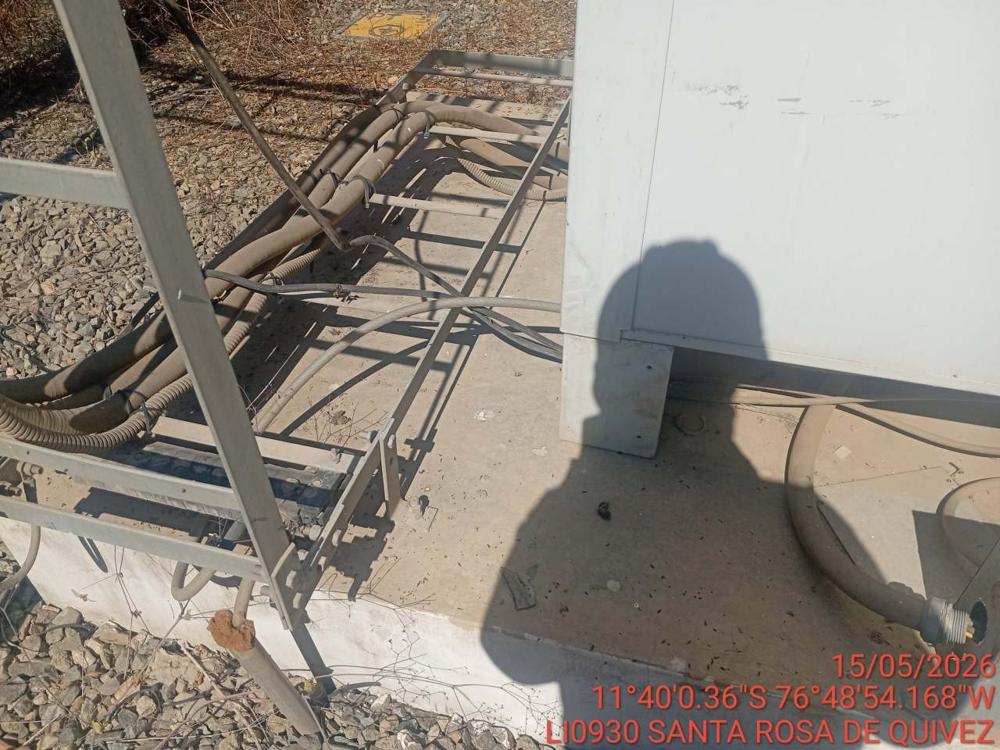 15/05/2026
11°40'0.36"S 76°48'54.168"W
LI0930 SANTA ROSA DE QUIVEZ